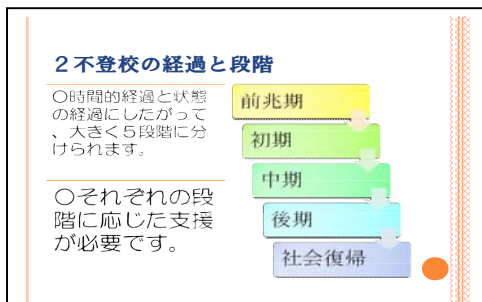 2不登校の経過と段階
〇時間的経過と状態
の経過にしたがって
、大きく5段階に分
けられます。
〇それぞれの段
階に応じた支援
が必要です。
前兆期
初期
中期
後期
社会復帰